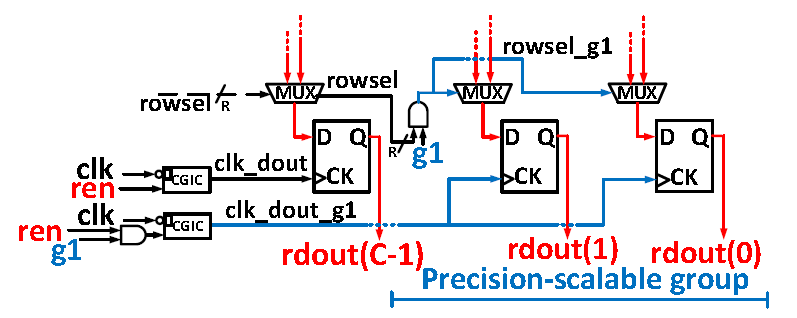 rowsel_g1
rowsel
MUX
MUX
MUX
rowsel
R
R
g1
D Q
D Q
D Q
clk
ren
CGIC
clk_dout
CK
CK
CK
clk
ren
g1
CGIC
clk_dout_g1
rdout(C-1)
rdout(1)
rdout(0)
Precision-scalable group